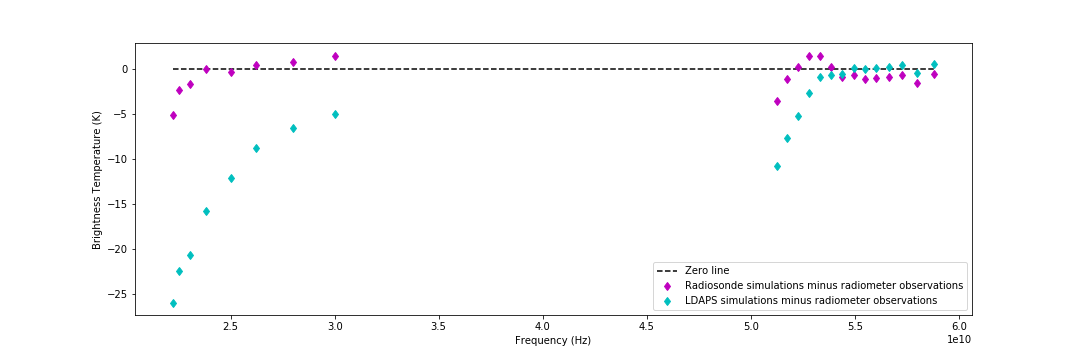 0
−5
−10
−15
−20
−25
Brightness Temperature (K)
Zero line
Radiosonde simulations minus radiometer observations
LDAPS simulations minus radiometer observations
2.5 3.0 3.5 4.0 4.5 5.0 5.5 6.0
1e10
Frequency (Hz)